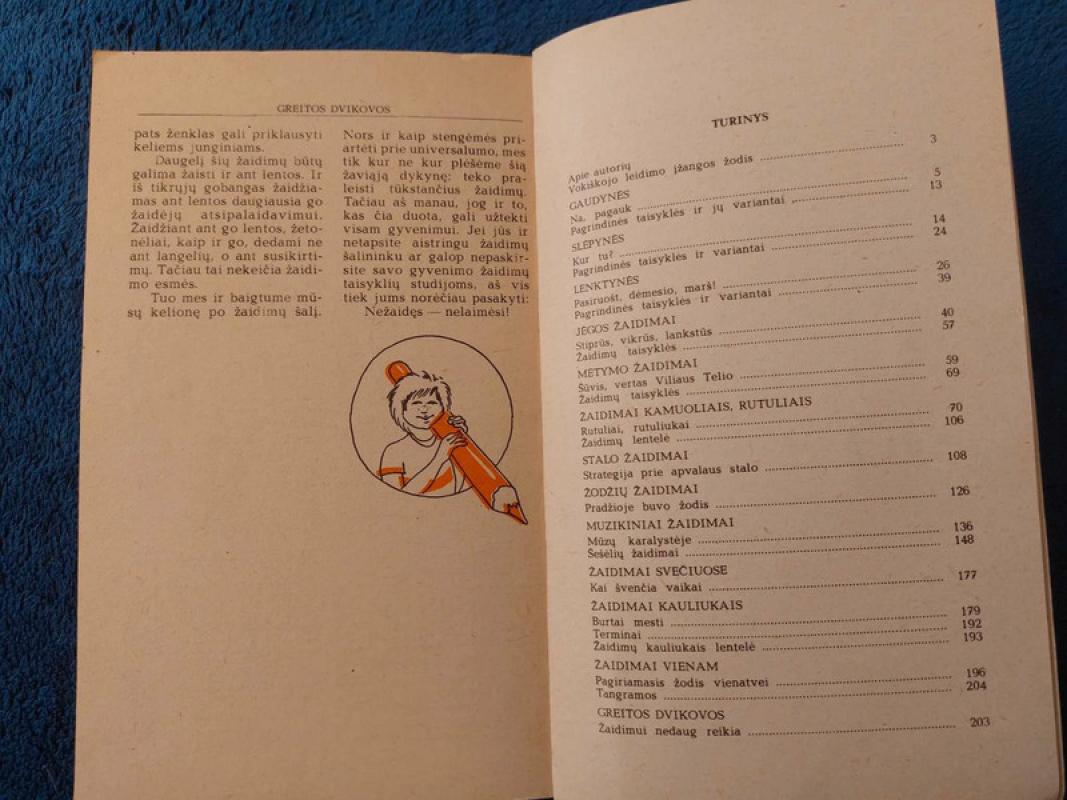 GREITOS DVIKOVOS
pats ženklas gali priklausyti
keliems junginiams.
Daugelį šių žaidimų būtų
galima žaisti ir ant lentos. Ir
iš tikrųjų gobangas žaidžia-
mas ant lentos daugiausia go
žaidėjų atsipalaidavimui.
Žaidžiant ant go lentos, žeto-
nėliai, kaip ir go, dedami ne
ant langelių, o ant susikirti-
mų. Tačiau tai nekeičia žaidi-
mo esmės.
Tuo mes ir baigtume mū-
sų kelionę po žaidimų šalį.
Nors ir kaip stengėmės pri-
artėti prie universalumo, mes
tik kur ne kur plėšėme šią
žaviąją dykynę: teko pra-
leisti tūkstančius žaidimų.
Tačiau aš manau, jog ir to,
kas čia duota, gali užtekti
visam gyvenimui. Jei jūs ir
netapsite aistringu žaidimų
šalininku ar galop nepaskir-
site savo gyvenimo žaidimų
taisyklių studijoms, aš vis
tiek jums norėčiau pasakyti:
Nežaidęs — nelaimėsi!
TURINYS
Apie autorių
Vokiškojo leidimo įžangos žodis 3
GAUDYNĖS
Na, pagauk 5
Pagrindinės taisyklės ir jų variantai 13
SLĖPYNĖS
Kur tu? 14
Pagrindinės taisyklės ir variantai 24
LENKTYNĖS
Pasiruošt, dėmesio, marš! 26
Pagrindinės taisyklės ir variantai 39
JĖGOS ŽAIDIMAI
Stiprūs, vikrūs, lankstūs 40
Žaidimų taisyklės 57
MĖTYMO ŽAIDIMAI
Šūvis, vertas Viliaus Telio 59
Žaidimų taisyklės 69
ŽAIDIMAI KAMUOLIAIS, RUTULIAIS
Rutuliai, rutuliukai 70
Žaidimų lentelė 106
STALO ŽAIDIMAI
Strategija prie apvalaus stalo 108
ŽODŽIŲ ŽAIDIMAI
Pradžioje buvo žodis 126
MUZIKINIAI ŽAIDIMAI
Mūzų karalystėje 136
Šešėlių žaidimai 148
ŽAIDIMAI SVEČIUOSE
Kai švenčia vaikai 177
ŽAIDIMAI KAULIUKAIS
Burtai mesti 179
Terminai 192
Žaidimų kauliukais lentelė 193
ŽAIDIMAI VIENAM
Pagiriamasis žodis vienatvei 196
Tangramos 204
GREITOS DVIKOVOS
Žaidimui nedaug reikia 203